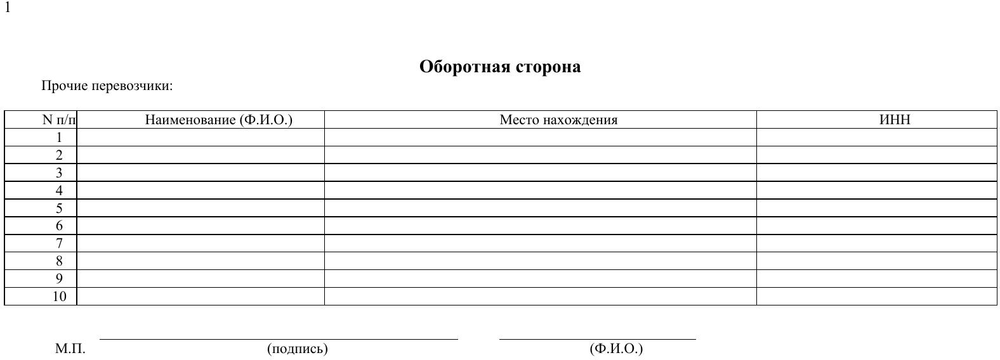 1
Оборотная сторона
Прочие перевозчики:
N п/п Наименование (Ф.И.О.) Место нахождения ИНН
1
2
3
4
5
6
7
8
9
10
М.П. (подпись) (Ф.И.О.)